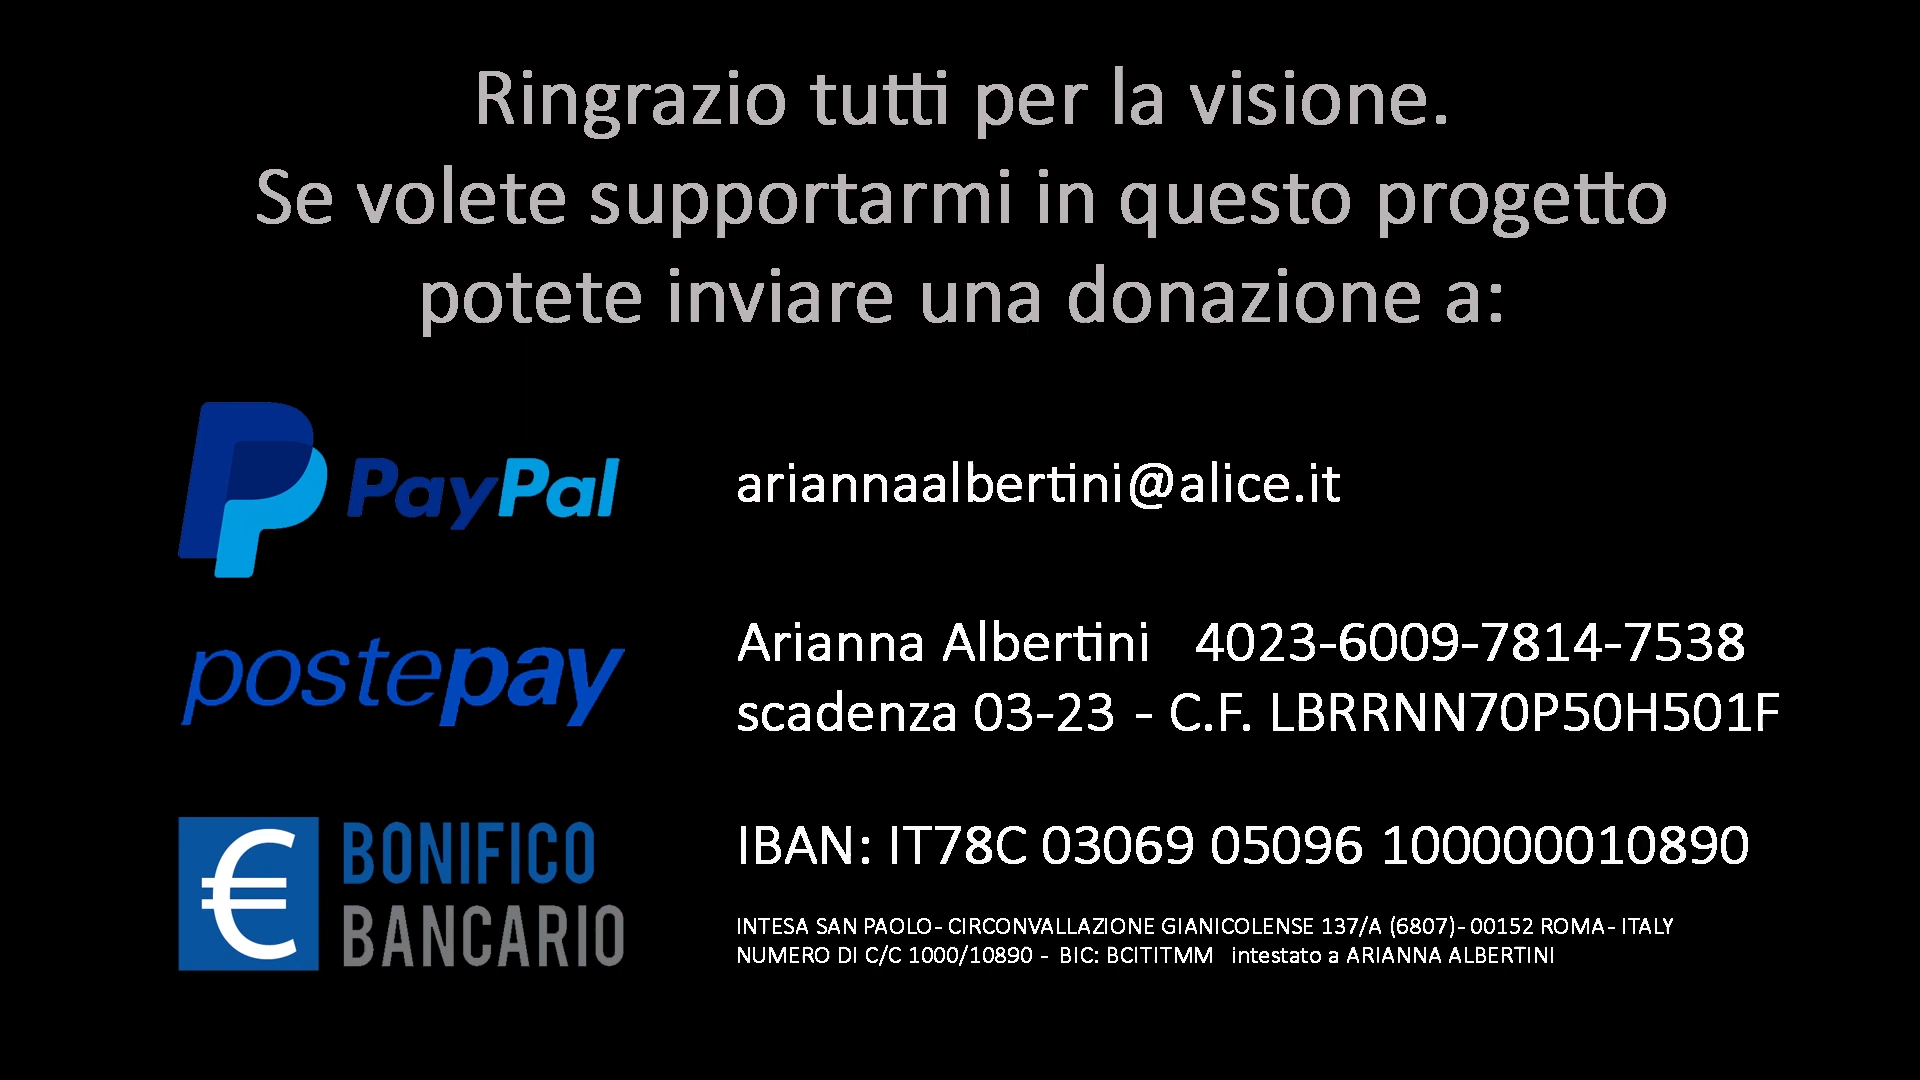 Ringrazio tutti per la visione.
Se volete supportarmi in questo progetto
potete inviare una donazione a:
PayPal
ariannaalbertini@alice.it
postepay
Arianna Albertini 4023-6009-7814-7538
scadenza 03-23 - C.F. LBRRNN70P50H501F
€ BONIFICO
BANCARIO
IBAN: IT78C 03069 05096 100000010890
INTESA SAN PAOLO - CIRCONVALLAZIONE GIANICOLENSE 137/A (6807) - 00152 ROMA - ITALY
NUMERO DI C/C 1000/10890 - BIC: BCITITMM intestato a ARIANNA ALBERTINI